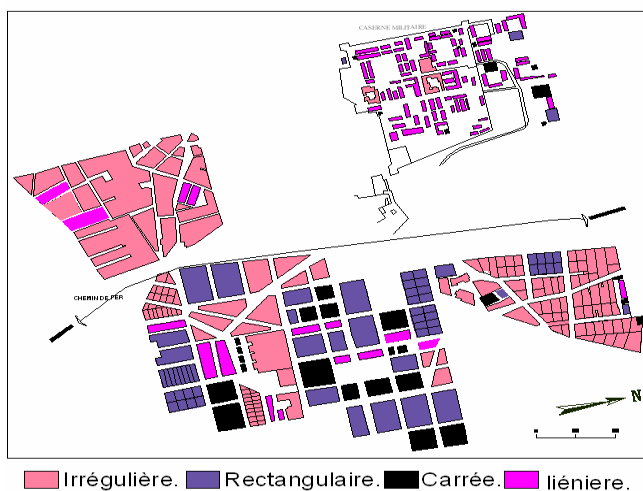 CASERNE MILITAIRE
CHEMIN DE FER
N
Irrégulière. Rectangulaire. Carrée. liéniere.